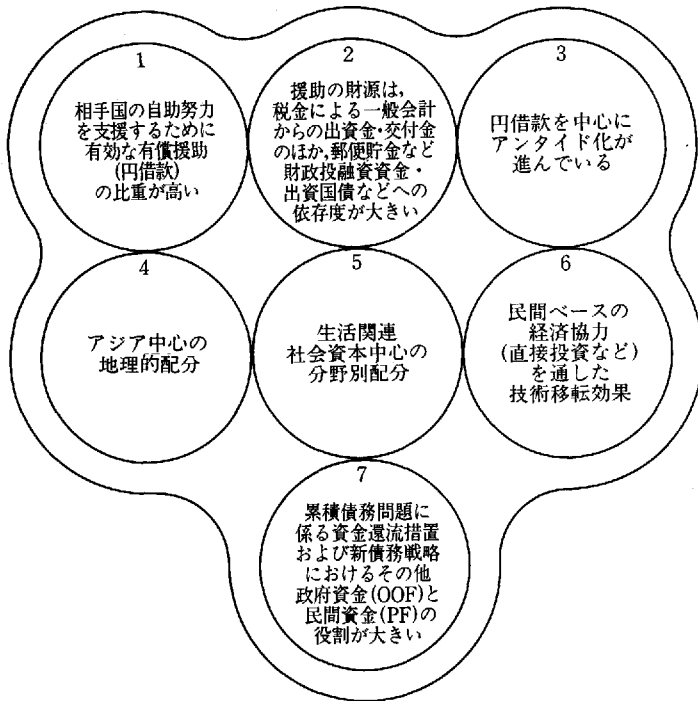 1
相手国の自助努力
を支援するために
有効な有償援助
(円借款)
の比重が高い
2
援助の財源は,
税金による一般会計
からの出資金・交付金
のほか,郵便貯金など
財政投融資資金・
出資国債などへの
依存度が大きい
3
円借款を中心に
アンタイド化が
進んでいる
4
アジア中心の
地理的配分
5
生活関連
社会資本中心の
分野別配分
6
民間ベースの
経済協力
(直接投資など)
を通した
技術移転効果
7
累積債務問題に
係る資金還流措置
および新債務戦略
におけるその他
政府資金(OOF)と
民間資金(PF)の
役割が大きい